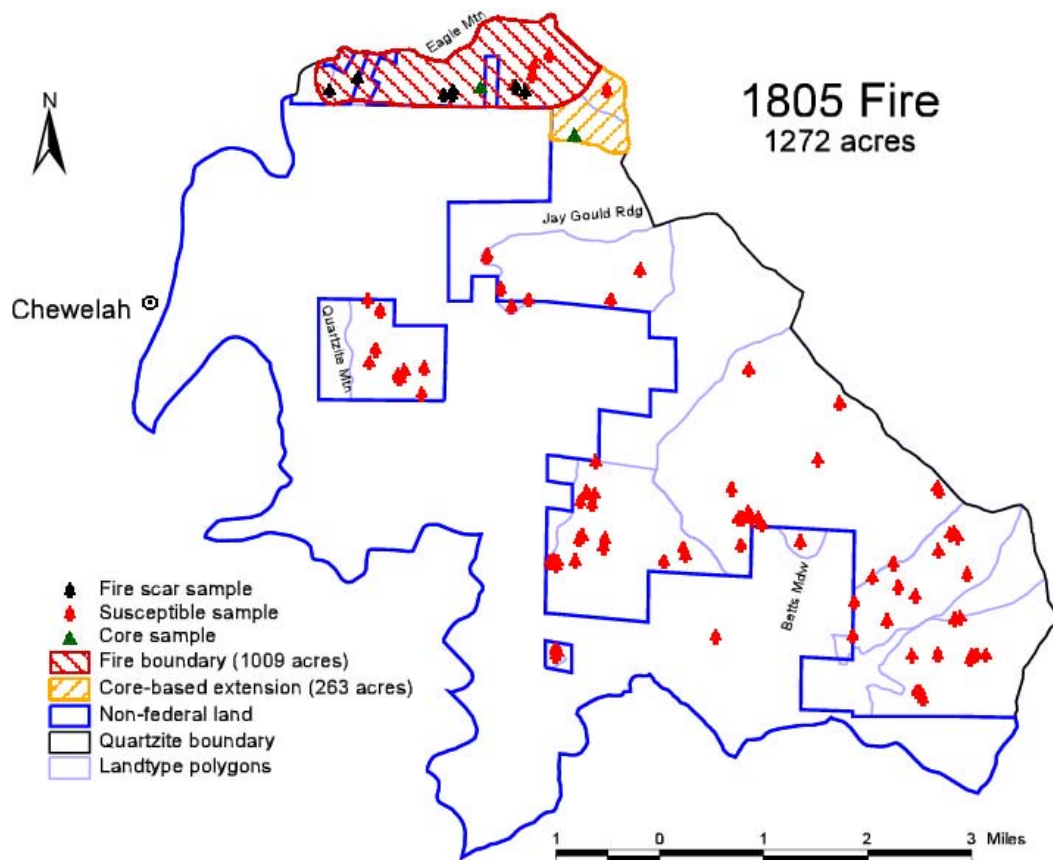 Eagle Mtn
N
1805 Fire
1272 acres
Jay Gould Rdg
Chewelah
Quartzite Mtn
Betts Mdw
Fire scar sample
Susceptible sample
Core sample
Fire boundary (1009 acres)
Core-based extension (263 acres)
Non-federal land
Quartzite boundary
Landtype polygons
1 0 1 2 3 Miles